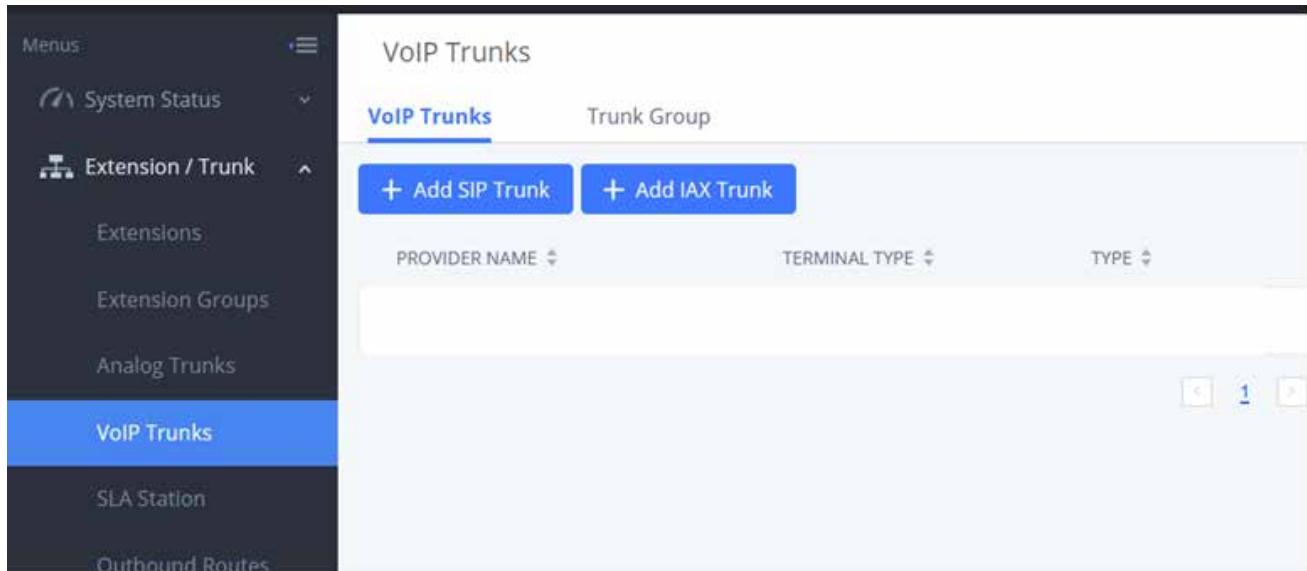 Menus
System Status
Extension / Trunk
Extensions
Extension Groups
Analog Trunks
VoIP Trunks
SLA Station
Outbound Routes
VoIP Trunks
VoIP Trunks Trunk Group
+ Add SIP Trunk + Add IAX Trunk
PROVIDER NAME TERMINAL TYPE TYPE
< 1 >